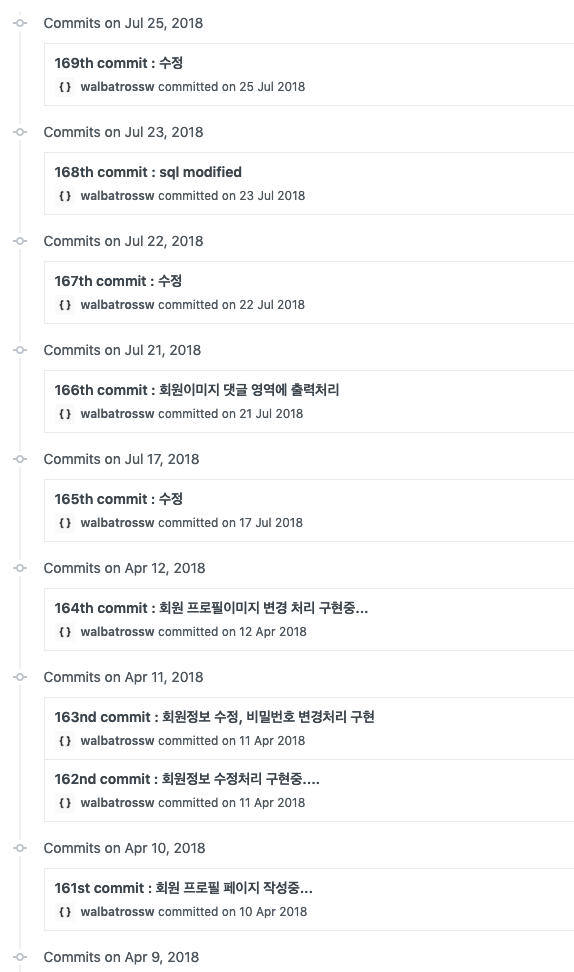 Commits on Jul 25, 2018
169th commit : 수정
{ } walbatrossw committed on 25 Jul 2018
Commits on Jul 23, 2018
168th commit : sql modified
{ } walbatrossw committed on 23 Jul 2018
Commits on Jul 22, 2018
167th commit : 수정
{ } walbatrossw committed on 22 Jul 2018
Commits on Jul 21, 2018
166th commit : 회원이미지 댓글 영역에 출력처리
{ } walbatrossw committed on 21 Jul 2018
Commits on Jul 17, 2018
165th commit : 수정
{ } walbatrossw committed on 17 Jul 2018
Commits on Apr 12, 2018
164th commit : 회원 프로필이미지 변경 처리 구현중...
{ } walbatrossw committed on 12 Apr 2018
Commits on Apr 11, 2018
163nd commit : 회원정보 수정, 비밀번호 변경처리 구현
{ } walbatrossw committed on 11 Apr 2018
162nd commit : 회원정보 수정처리 구현중....
{ } walbatrossw committed on 11 Apr 2018
Commits on Apr 10, 2018
161st commit : 회원 프로필 페이지 작성중...
{ } walbatrossw committed on 10 Apr 2018
Commits on Apr 9, 2018